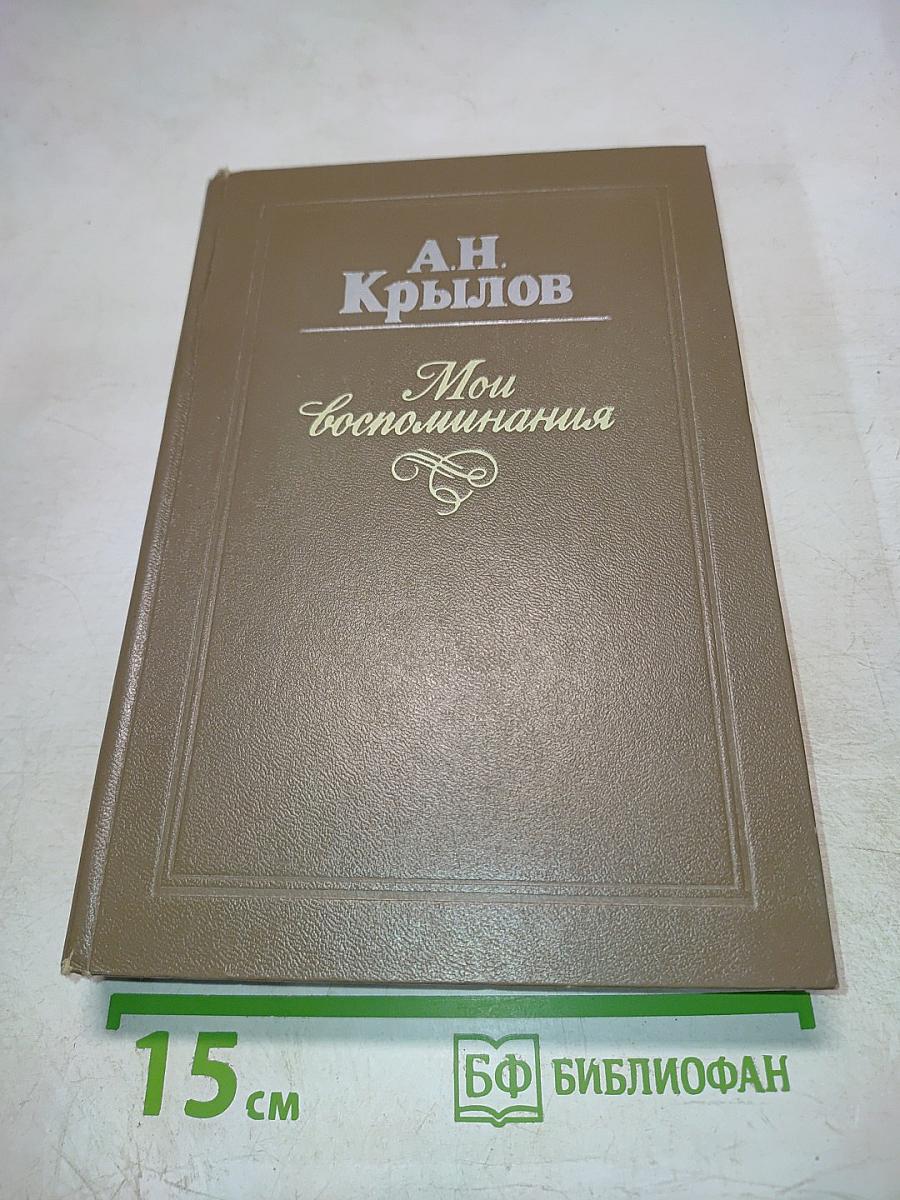 А.Н.
Крылов
Мои
воспоминания
15 см
БФ БИБЛИОФАН